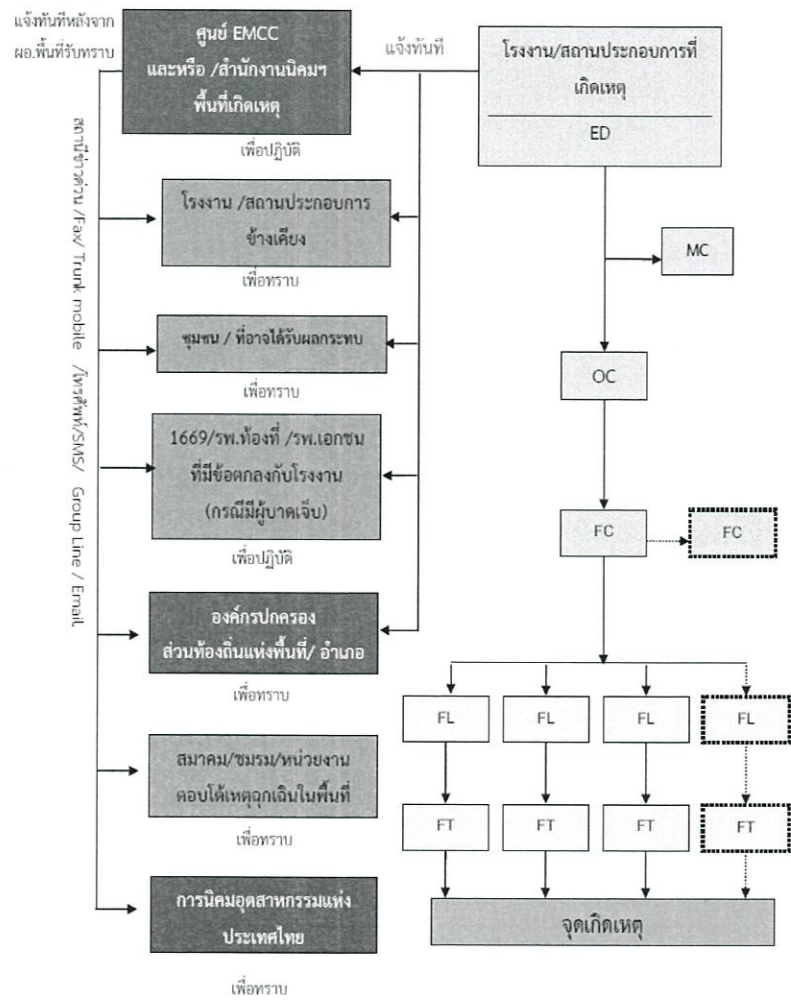 แจ้งทันทีหลังจาก
ผอ.พื้นที่รับทราบ
ศูนย์ EMCC
และหรือ /สำนักงานนิคมฯ
พื้นที่เกิดเหตุ
เพื่อปฏิบัติ
แจ้งทันที
โรงงาน/สถานประกอบการที่
เกิดเหตุ
ED
สถานีข่าวด่วน /Fax/ Trunk mobile /โทรศัพท์/SMS/ Group Line / Email
โรงงาน /สถานประกอบการ
ข้างเคียง
เพื่อทราบ
ชุมชน / ที่อาจได้รับผลกระทบ
เพื่อทราบ
1669/รพ.ท้องที่ /รพ.เอกชน
ที่มีข้อตกลงกับโรงงาน
(กรณีมีผู้บาดเจ็บ)
เพื่อปฏิบัติ
องค์กรปกครอง
ส่วนท้องถิ่นแห่งพื้นที่/ อำเภอ
เพื่อทราบ
สมาคม/ชมรม/หน่วยงาน
ตอบโต้เหตุฉุกเฉินในพื้นที่
เพื่อทราบ
การนิคมอุตสาหกรรมแห่ง
ประเทศไทย
เพื่อทราบ
MC
OC
FC FC
FL FL FL FL
FT FT FT FT
จุดเกิดเหตุ